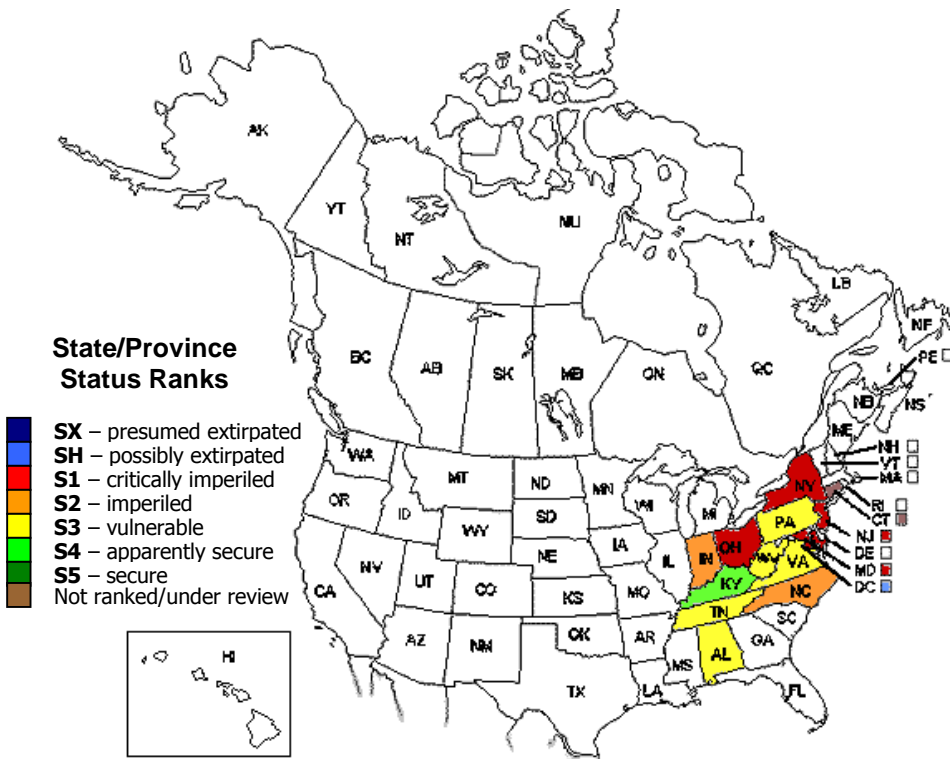 AK
YT
NT
NU
LB
NF
PE
BC
AB
SK
MB
ON
QC
NB
NS
ME
State/Province
Status Ranks
SX – presumed extirpated
SH – possibly extirpated
S1 – critically imperiled
S2 – imperiled
S3 – vulnerable
S4 – apparently secure
S5 – secure
Not ranked/under review
WA
MT
ND
MN
WI
MI
NY
NH
VT
MA
OR
ID
WY
SD
IA
PA
RI
CT
NJ
DE
MD
DC
CA
NV
UT
CO
NE
KS
MO
IL
IN
OH
WV
VA
KY
AZ
NM
OK
AR
TN
NC
SC
TX
LA
MS
AL
GA
FL
HI